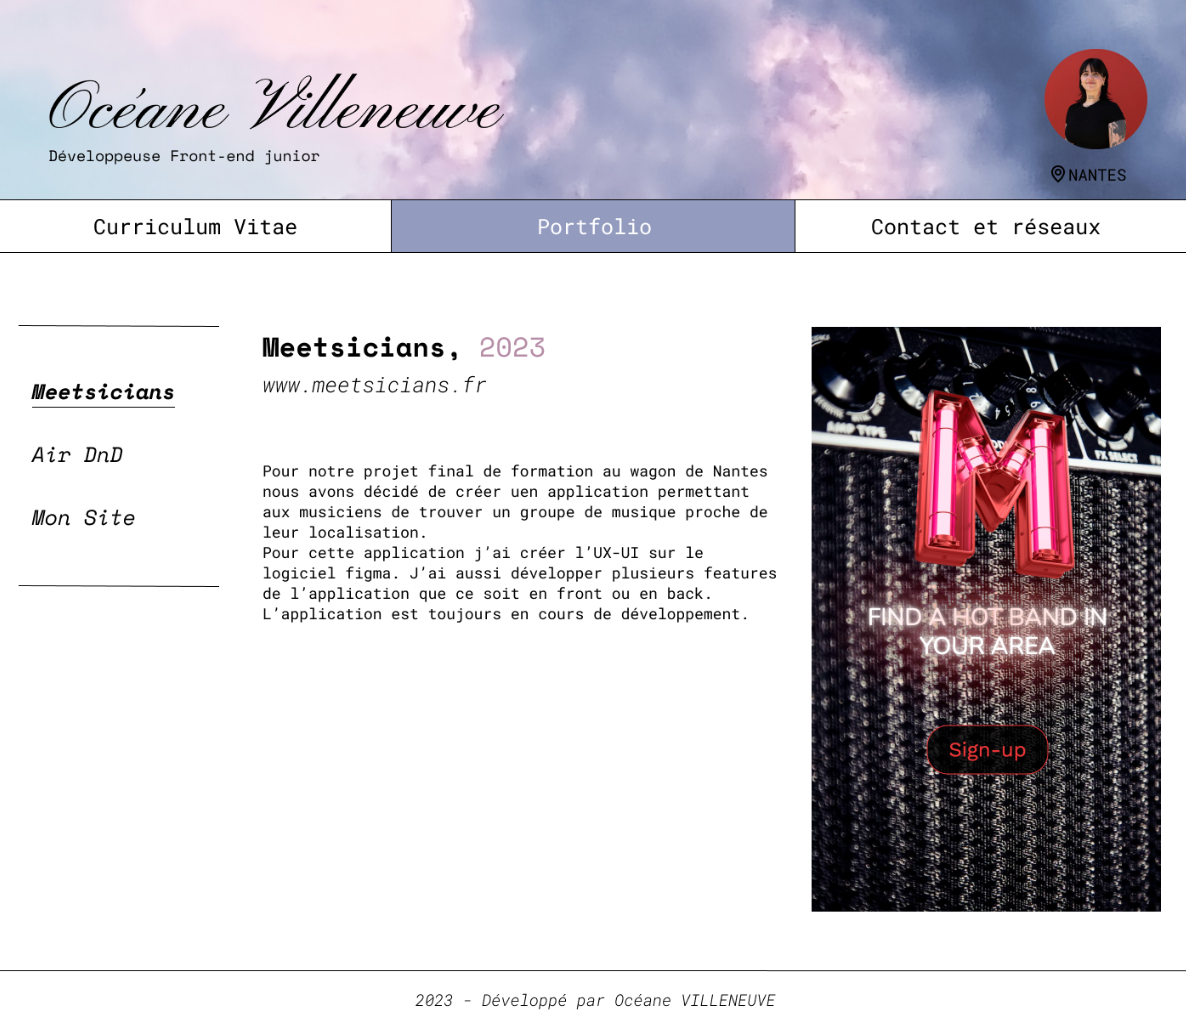 Océane Villeneuve
Développeuse Front-end junior
NANTES
Curriculum Vitae
Portfolio
Contact et réseaux
Meetsicians
Air DnD
Mon Site
Meetsicians, 2023
www.meetsicians.fr
Pour notre projet final de formation au wagon de Nantes
nous avons décidé de créer uen application permettant
aux musiciens de trouver un groupe de musique proche de
leur localisation.
Pour cette application j’ai créer l’UX-UI sur le
logiciel figma. J’ai aussi développer plusieurs features
de l’application que ce soit en front ou en back.
L’application est toujours en cours de développement.
AMP TYPE
FX SELECT
M
FIND A HOT BAND IN
YOUR AREA
Sign-up
2023 - Développé par Océane VILLENEUVE